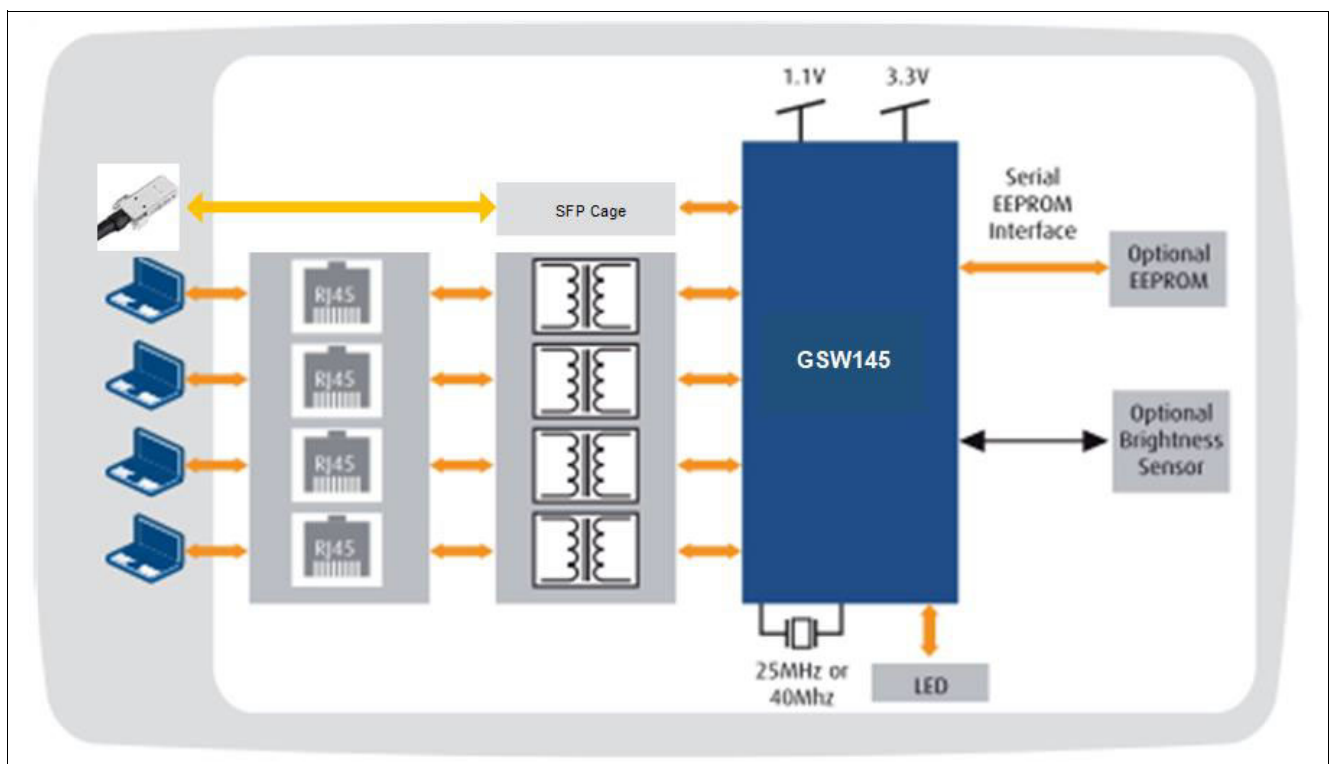 1.1V
3.3V
Serial
EEPROM
Interface
SFP Cage
Optional
EEPROM
RJ45
RJ45
RJ45
RJ45
GSW145
Optional
Brightness
Sensor
25MHz or
40Mhz
LED